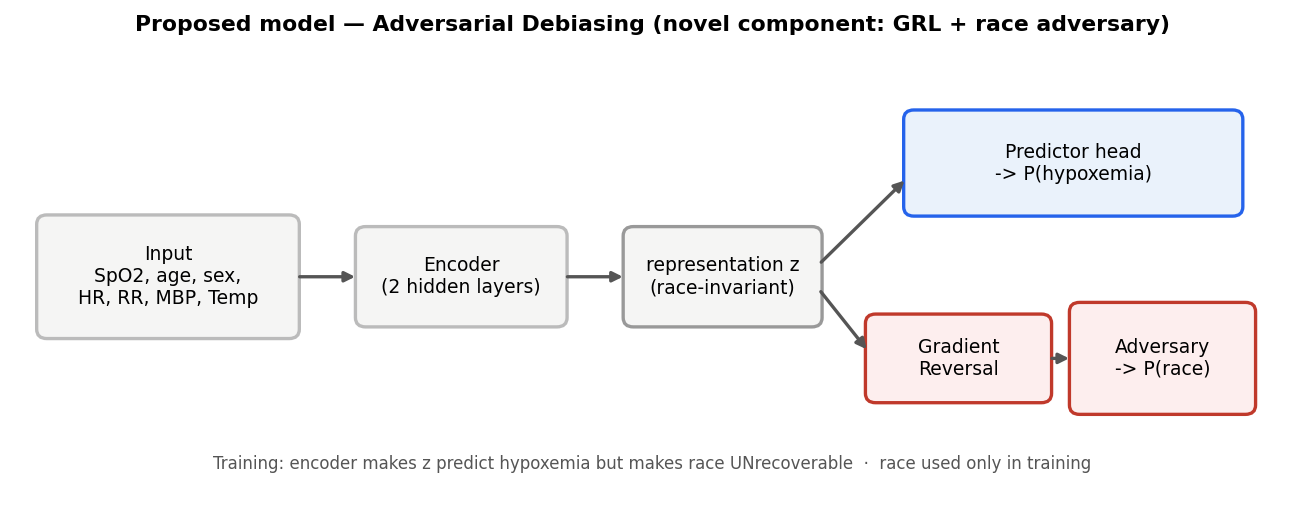 Proposed model — Adversarial Debiasing (novel component: GRL + race adversary)
Input
SpO2, age, sex,
HR, RR, MBP, Temp
Encoder
(2 hidden layers)
representation z
(race-invariant)
Predictor head
-> P(hypoxemia)
Gradient
Reversal
Adversary
-> P(race)
Training: encoder makes z predict hypoxemia but makes race UNrecoverable · race used only in training